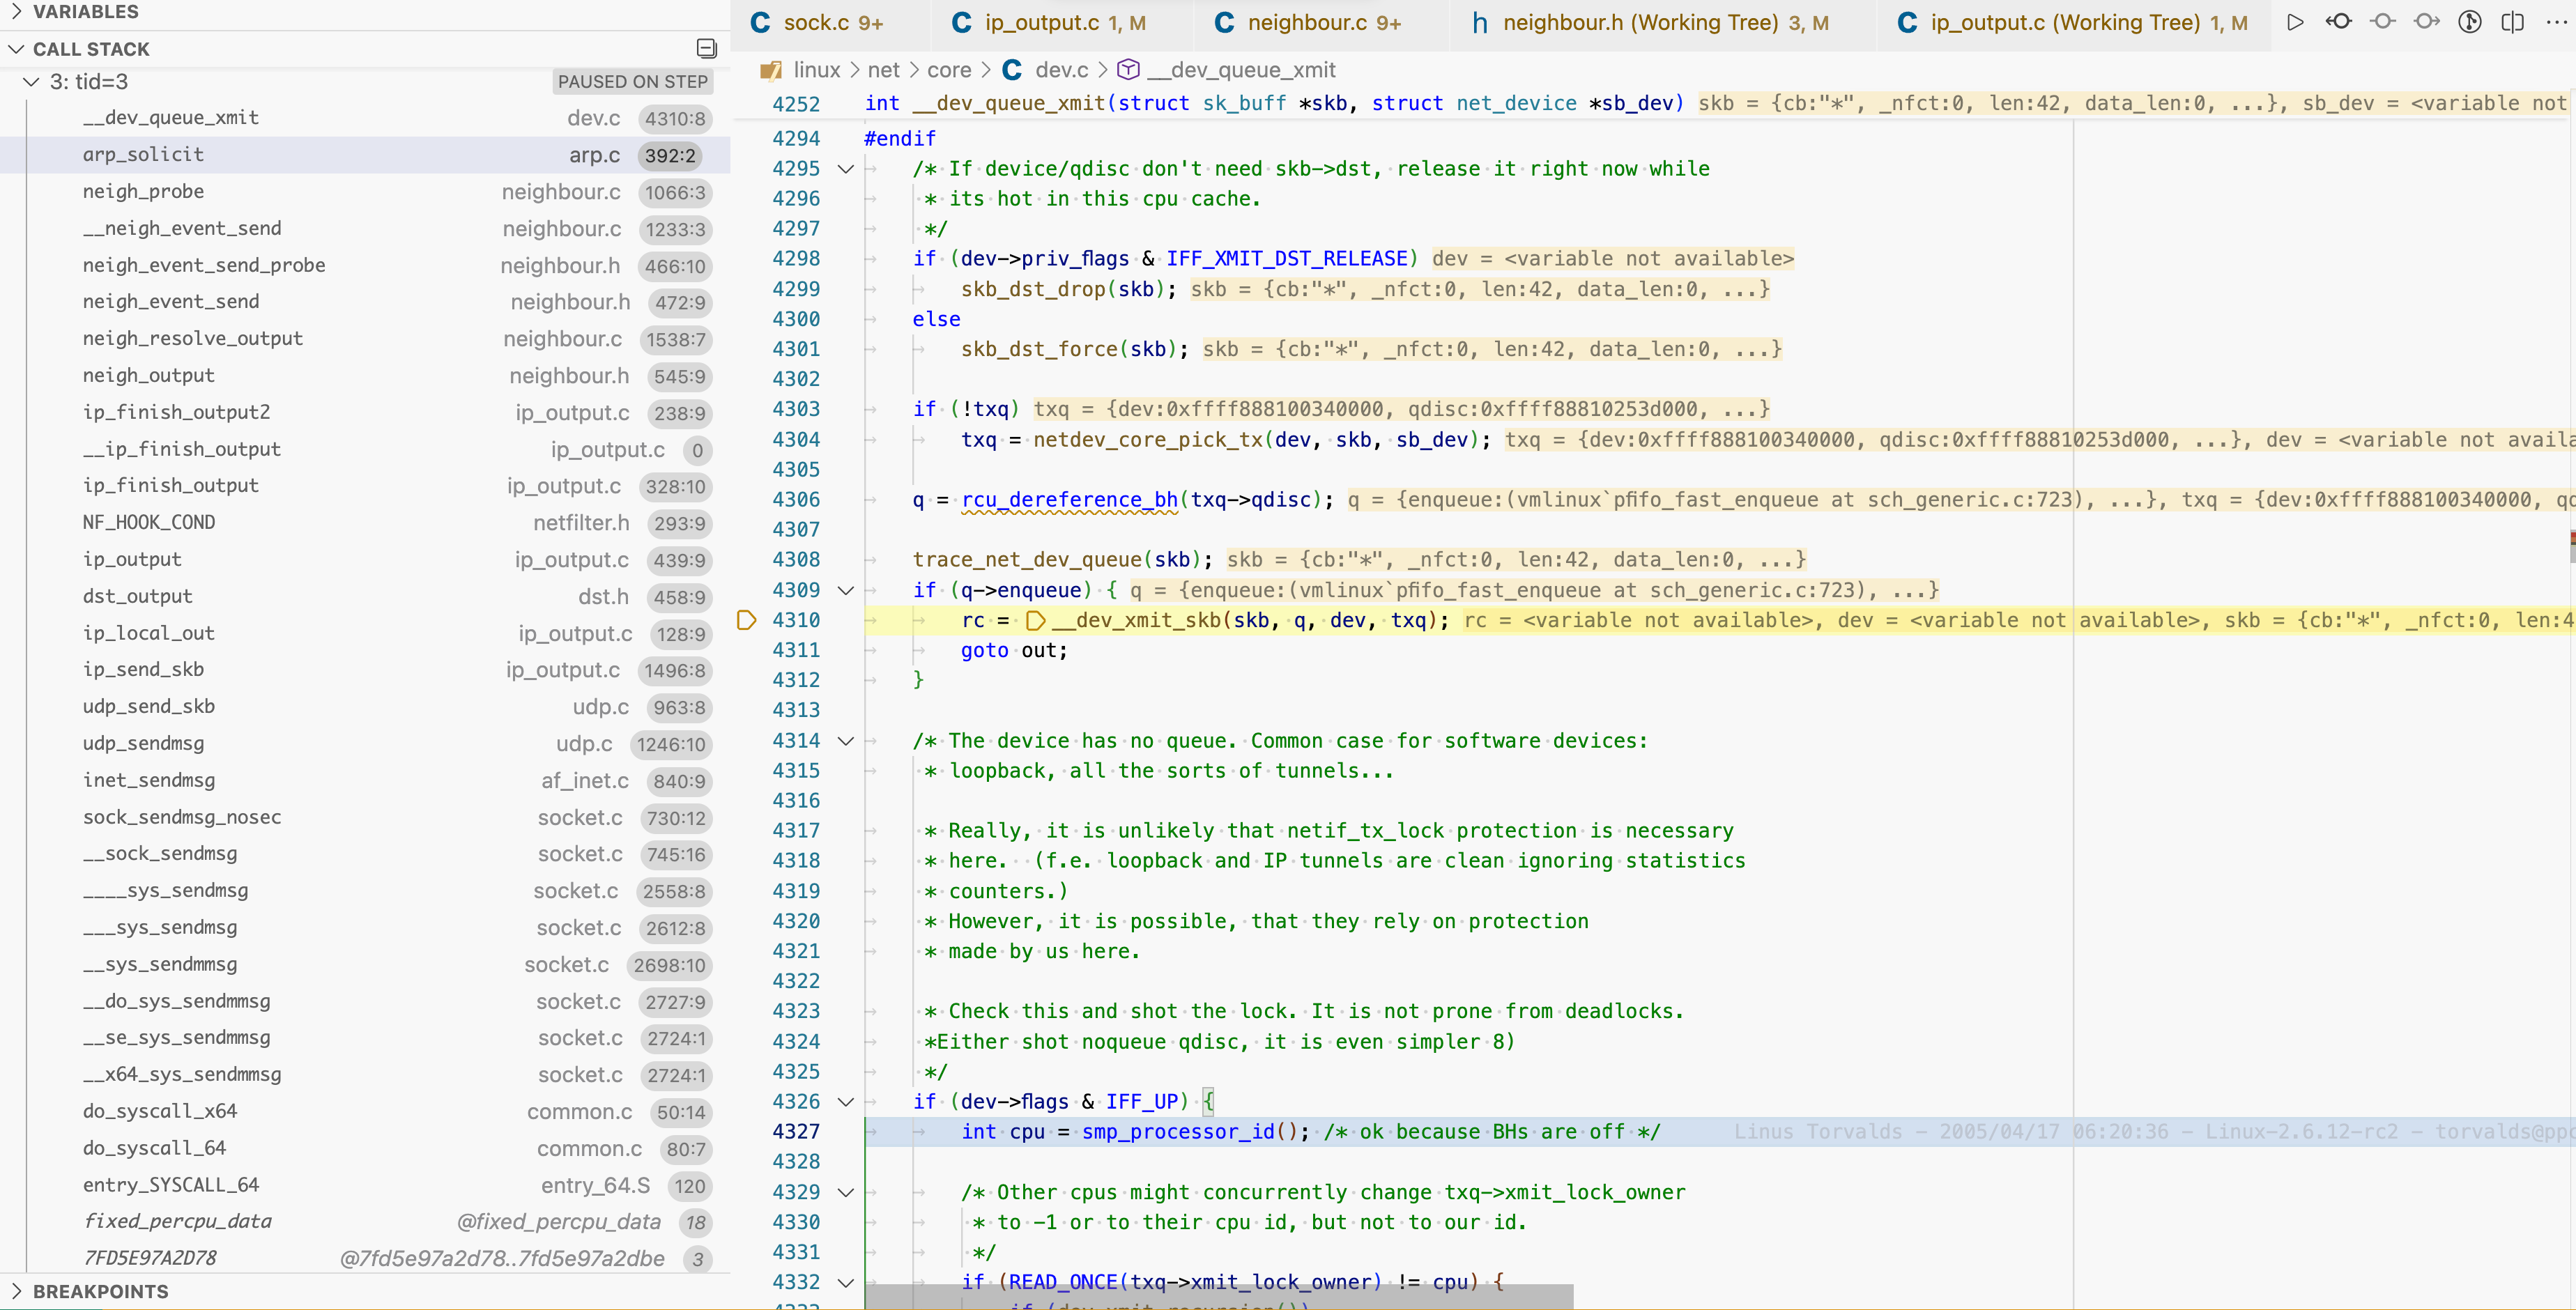 VARIABLES
CALL STACK
3: tid=3 PAUSED ON STEP
__dev_queue_xmit dev.c 4310:8
arp_solicit arp.c 392:2
neigh_probe neighbour.c 1066:3
__neigh_event_send neighbour.c 1233:3
neigh_event_send_probe neighbour.h 466:10
neigh_event_send neighbour.h 472:9
neigh_resolve_output neighbour.c 1538:7
neigh_output neighbour.h 545:9
ip_finish_output2 ip_output.c 238:9
__ip_finish_output ip_output.c 0
ip_finish_output ip_output.c 328:10
NF_HOOK_COND netfilter.h 293:9
ip_output ip_output.c 439:9
dst_output dst.h 458:9
ip_local_out ip_output.c 128:9
ip_send_skb ip_output.c 1496:8
udp_send_skb udp.c 963:8
udp_sendmsg udp.c 1246:10
inet_sendmsg af_inet.c 840:9
sock_sendmsg_nosec socket.c 730:12
__sock_sendmsg socket.c 745:16
____sys_sendmsg socket.c 2558:8
___sys_sendmsg socket.c 2612:8
__sys_sendmmsg socket.c 2698:10
__do_sys_sendmmsg socket.c 2727:9
__se_sys_sendmmsg socket.c 2724:1
__x64_sys_sendmmsg socket.c 2724:1
do_syscall_x64 common.c 50:14
do_syscall_64 common.c 80:7
entry_SYSCALL_64 entry_64.S 120
fixed_percpu_data @fixed_percpu_data 18
7FD5E97A2D78 @7fd5e97a2d78..7fd5e97a2dbe 3
BREAKPOINTS
C sock.c 9+ C ip_output.c 1, M C neighbour.c 9+ h neighbour.h (Working Tree) 3, M C ip_output.c (Working Tree) 1, M
linux > net > core > C dev.c > __dev_queue_xmit
4252 int __dev_queue_xmit(struct sk_buff *skb, struct net_device *sb_dev) skb = {cb:"*", _nfct:0, len:42, data_len:0, ...}, sb_dev = <variable not
4294 #endif
4295 /* If device/qdisc don't need skb->dst, release it right now while
4296 * its hot in this cpu cache.
4297 */
4298 if (dev->priv_flags & IFF_XMIT_DST_RELEASE) dev = <variable not available>
4299 skb_dst_drop(skb); skb = {cb:"*", _nfct:0, len:42, data_len:0, ...}
4300 else
4301 skb_dst_force(skb); skb = {cb:"*", _nfct:0, len:42, data_len:0, ...}
4302
4303 if (!txq) txq = {dev:0xffff888100340000, qdisc:0xffff88810253d000, ...}
4304 txq = netdev_core_pick_tx(dev, skb, sb_dev); txq = {dev:0xffff888100340000, qdisc:0xffff88810253d000, ...}, dev = <variable not availa
4305
4306 q = rcu_dereference_bh(txq->qdisc); q = {enqueue:(vmlinux`pfifo_fast_enqueue at sch_generic.c:723), ...}, txq = {dev:0xffff888100340000, qd
4307
4308 trace_net_dev_queue(skb); skb = {cb:"*", _nfct:0, len:42, data_len:0, ...}
4309 if (q->enqueue) { q = {enqueue:(vmlinux`pfifo_fast_enqueue at sch_generic.c:723), ...}
4310 rc = __dev_xmit_skb(skb, q, dev, txq); rc = <variable not available>, dev = <variable not available>, skb = {cb:"*", _nfct:0, len:4
4311 goto out;
4312 }
4313
4314 /* The device has no queue. Common case for software devices:
4315 * loopback, all the sorts of tunnels...
4316
4317 * Really, it is unlikely that netif_tx_lock protection is necessary
4318 * here. (f.e. loopback and IP tunnels are clean ignoring statistics
4319 * counters.)
4320 * However, it is possible, that they rely on protection
4321 * made by us here.
4322
4323 * Check this and shot the lock. It is not prone from deadlocks.
4324 *Either shot noqueue qdisc, it is even simpler 8)
4325 */
4326 if (dev->flags & IFF_UP) {
4327 int cpu = smp_processor_id(); /* ok because BHs are off */ Linus Torvalds - 2005/04/17 06:20:36 - Linux-2.6.12-rc2 - torvalds@ppc
4328
4329 /* Other cpus might concurrently change txq->xmit_lock_owner
4330 * to -1 or to their cpu id, but not to our id.
4331 */
4332 if (READ_ONCE(txq->xmit_lock_owner) != cpu) {